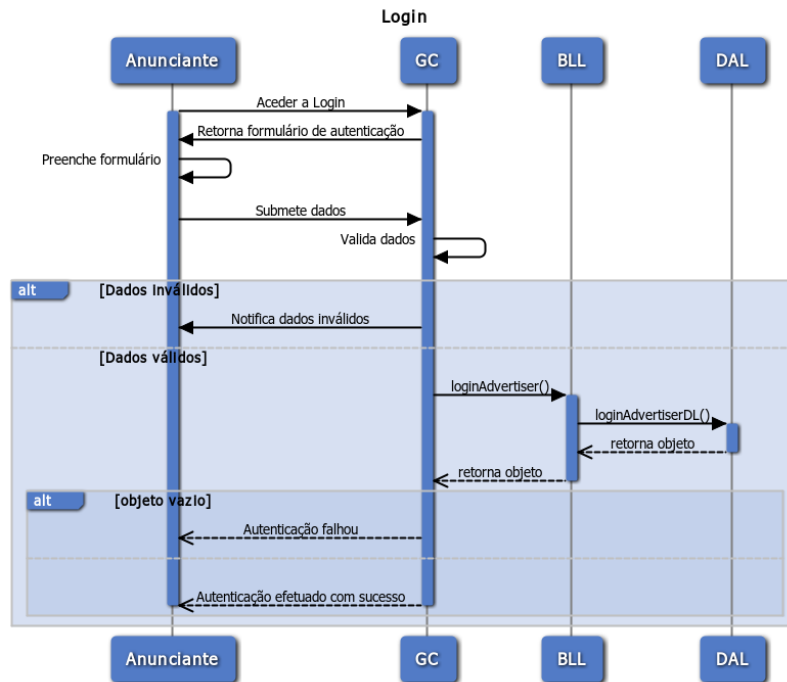 Login
Anunciante GC BLL DAL
Aceder a Login
Retorna formulário de autenticação
Preenche formulário
Submete dados
Valida dados
alt [Dados Inválidos]
Notifica dados inválidos
[Dados válidos]
loginAdvertiser()
loginAdvertiserDL()
retorna objeto
retorna objeto
alt [objeto vazio]
Autenticação falhou
Autenticação efetuado com sucesso
Anunciante GC BLL DAL